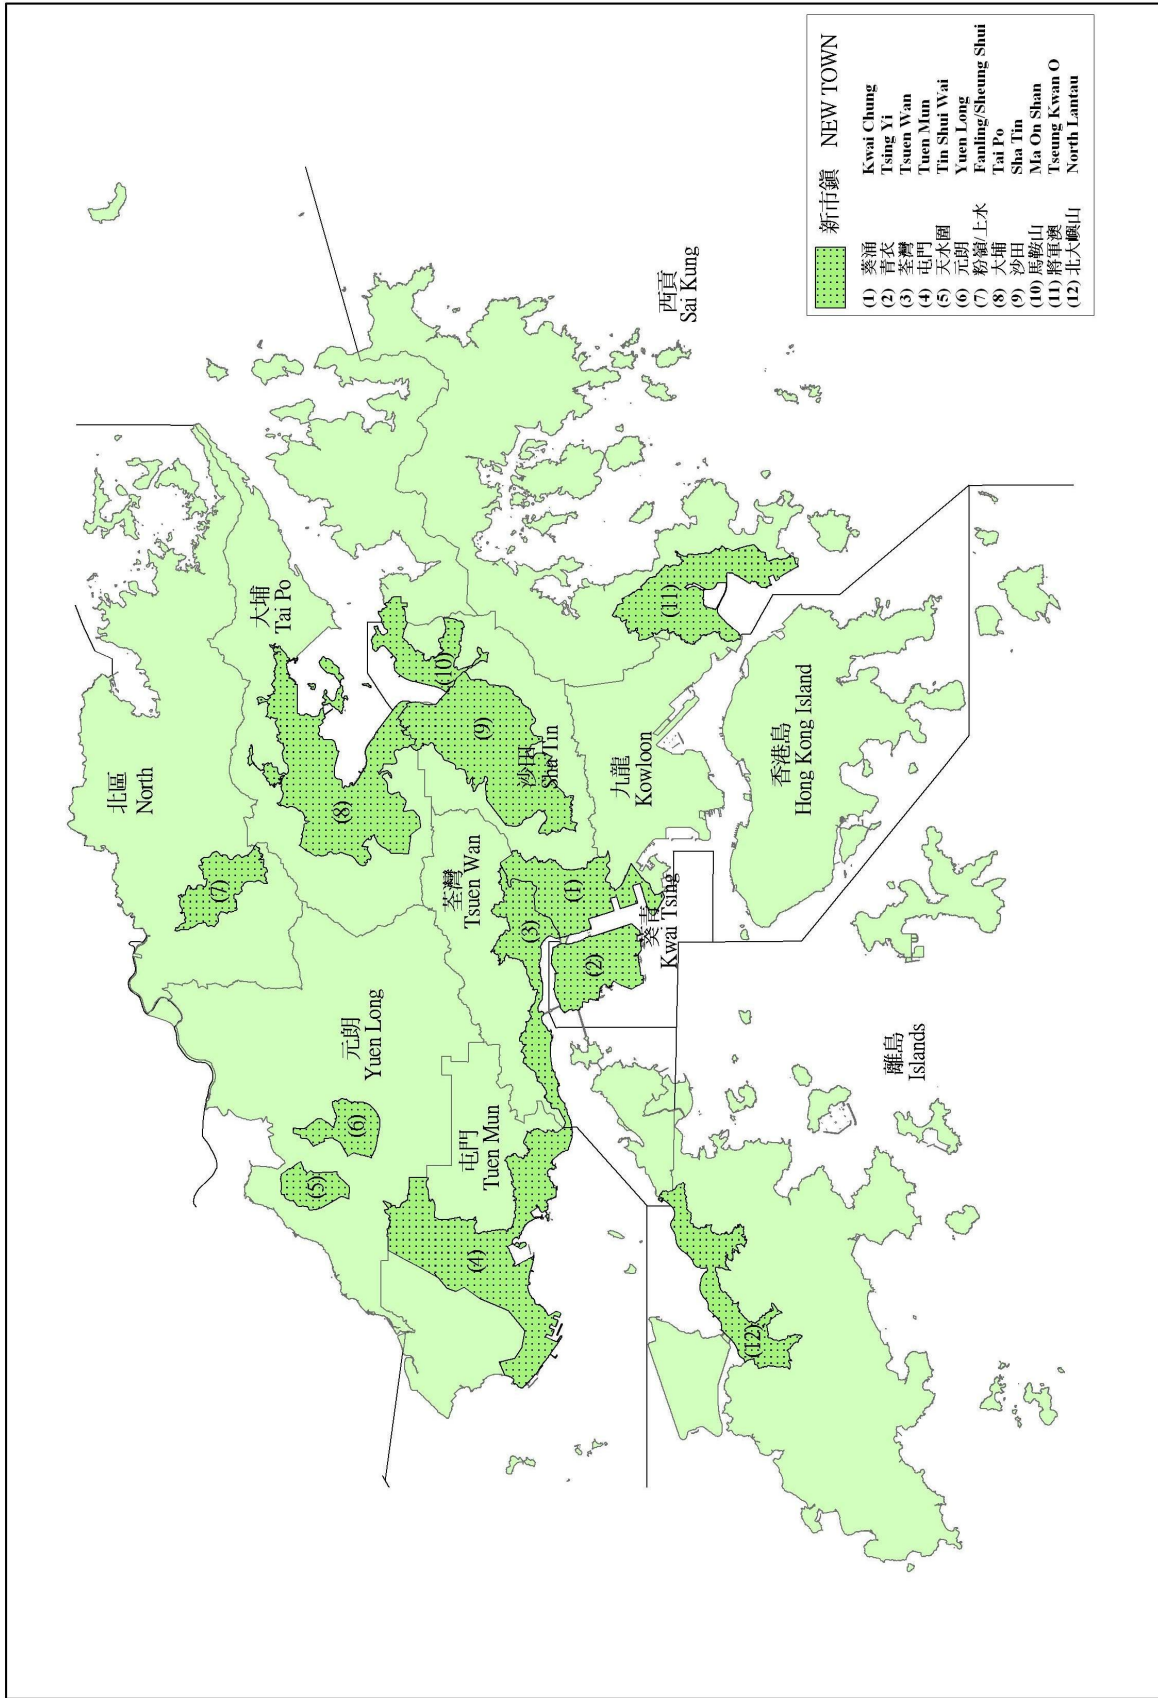 北區
North
大埔
Tai Po
元朗
Yuen Long
荃灣
Tsuen Wan
屯門
Tuen Mun
沙田
Sha Tin
西貢
Sai Kung
九龍
Kowloon
葵青
Kwai Tsing
香港島
Hong Kong Island
離島
Islands
(1)
(2)
(3)
(4)
(5)
(6)
(7)
(8)
(9)
(10)
(11)
(12)
新市鎮 NEW TOWN
(1) 葵涌 Kwai Chung
(2) 青衣 Tsing Yi
(3) 荃灣 Tsuen Wan
(4) 屯門 Tuen Mun
(5) 天水圍 Tin Shui Wai
(6) 元朗 Yuen Long
(7) 粉嶺/上水 Fanling/Sheung Shui
(8) 大埔 Tai Po
(9) 沙田 Sha Tin
(10) 馬鞍山 Ma On Shan
(11) 將軍澳 Tseung Kwan O
(12) 北大嶼山 North Lantau